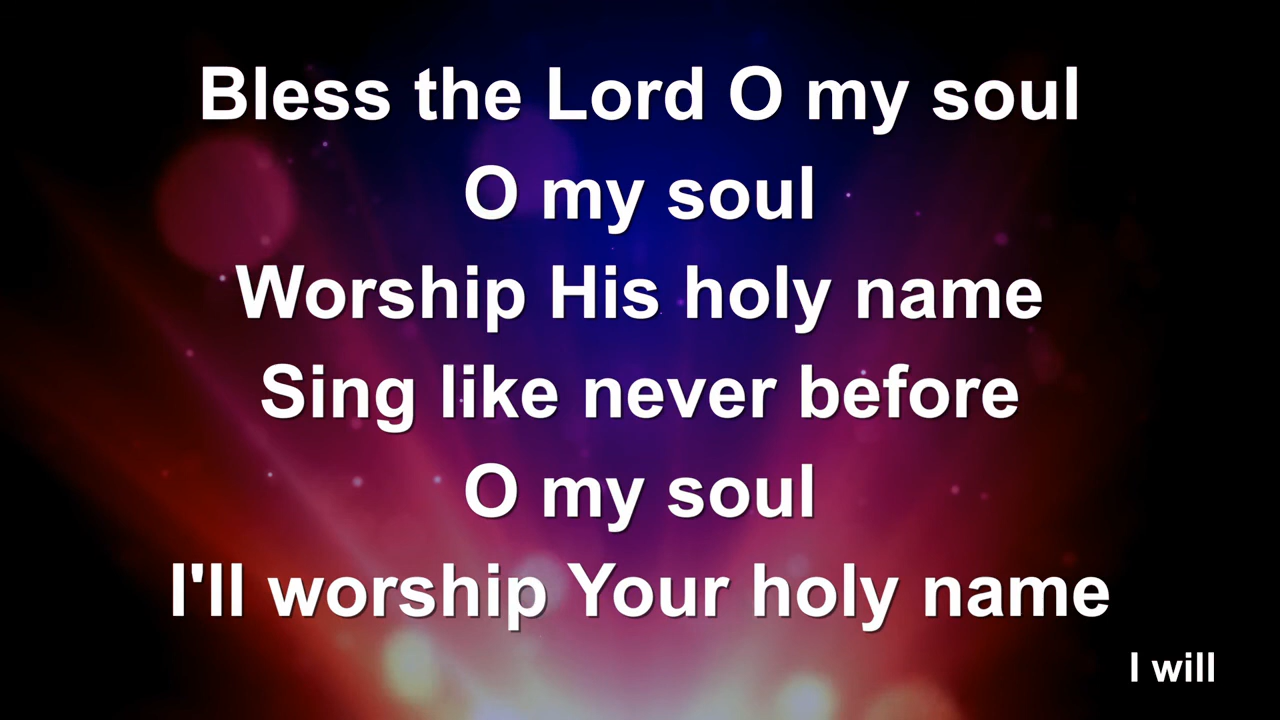 Bless the Lord O my soul
O my soul
Worship His holy name
Sing like never before
O my soul
I'll worship Your holy name
I will